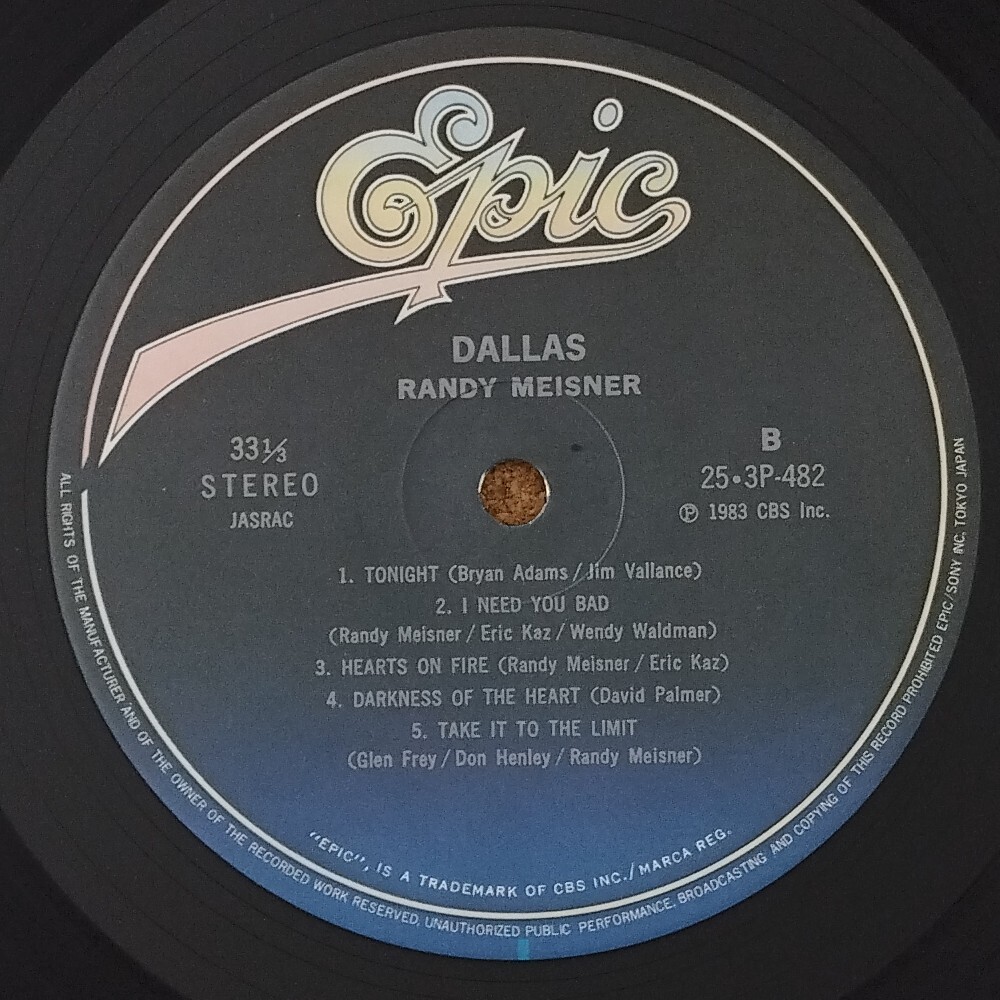 Epic
DALLAS
RANDY MEISNER
33⅓
STEREO
JASRAC
B
25•3P-482
℗ 1983 CBS Inc.
1. TONIGHT (Bryan Adams/Jim Vallance)
2. I NEED YOU BAD
(Randy Meisner/Eric Kaz/Wendy Waldman)
3. HEARTS ON FIRE (Randy Meisner/Eric Kaz)
4. DARKNESS OF THE HEART (David Palmer)
5. TAKE IT TO THE LIMIT
(Glen Frey/Don Henley/Randy Meisner)
"EPIC", IS A TRADEMARK OF CBS INC./MARCA REG.
ALL RIGHTS OF THE MANUFACTURER AND OF THE OWNER OF THE RECORDED WORK RESERVED, UNAUTHORIZED PUBLIC PERFORMANCE, BROADCASTING AND COPYING OF THIS RECORD PROHIBITED EPIC/SONY INC. TOKYO JAPAN